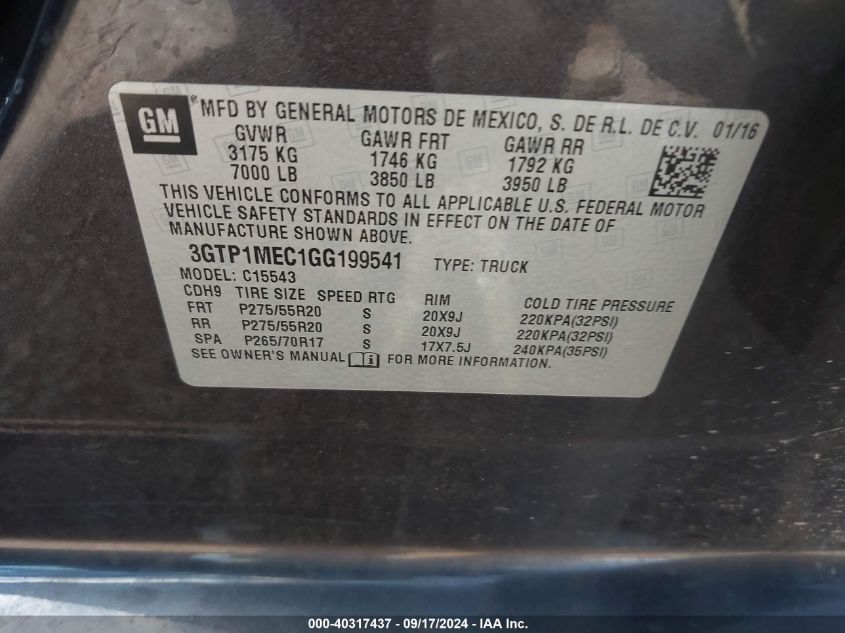 GM MFD BY GENERAL MOTORS DE MEXICO, S. DE R.L. DE C.V. 01/16
GVWR GAWR FRT GAWR RR
3175 KG 1746 KG 1792 KG
7000 LB 3850 LB 3950 LB
THIS VEHICLE CONFORMS TO ALL APPLICABLE U.S. FEDERAL MOTOR
VEHICLE SAFETY STANDARDS IN EFFECT ON THE DATE OF
MANUFACTURE SHOWN ABOVE.
3GTP1MEC1GG199541 TYPE: TRUCK
MODEL: C15543
CDH9 TIRE SIZE SPEED RTG RIM COLD TIRE PRESSURE
FRT P275/55R20 S 20X9J 220KPA(32PSI)
RR P275/55R20 S 20X9J 220KPA(32PSI)
SPA P265/70R17 S 17X7.5J 240KPA(35PSI)
SEE OWNER'S MANUAL FOR MORE INFORMATION.
000-40317437 - 09/17/2024 - IAA Inc.